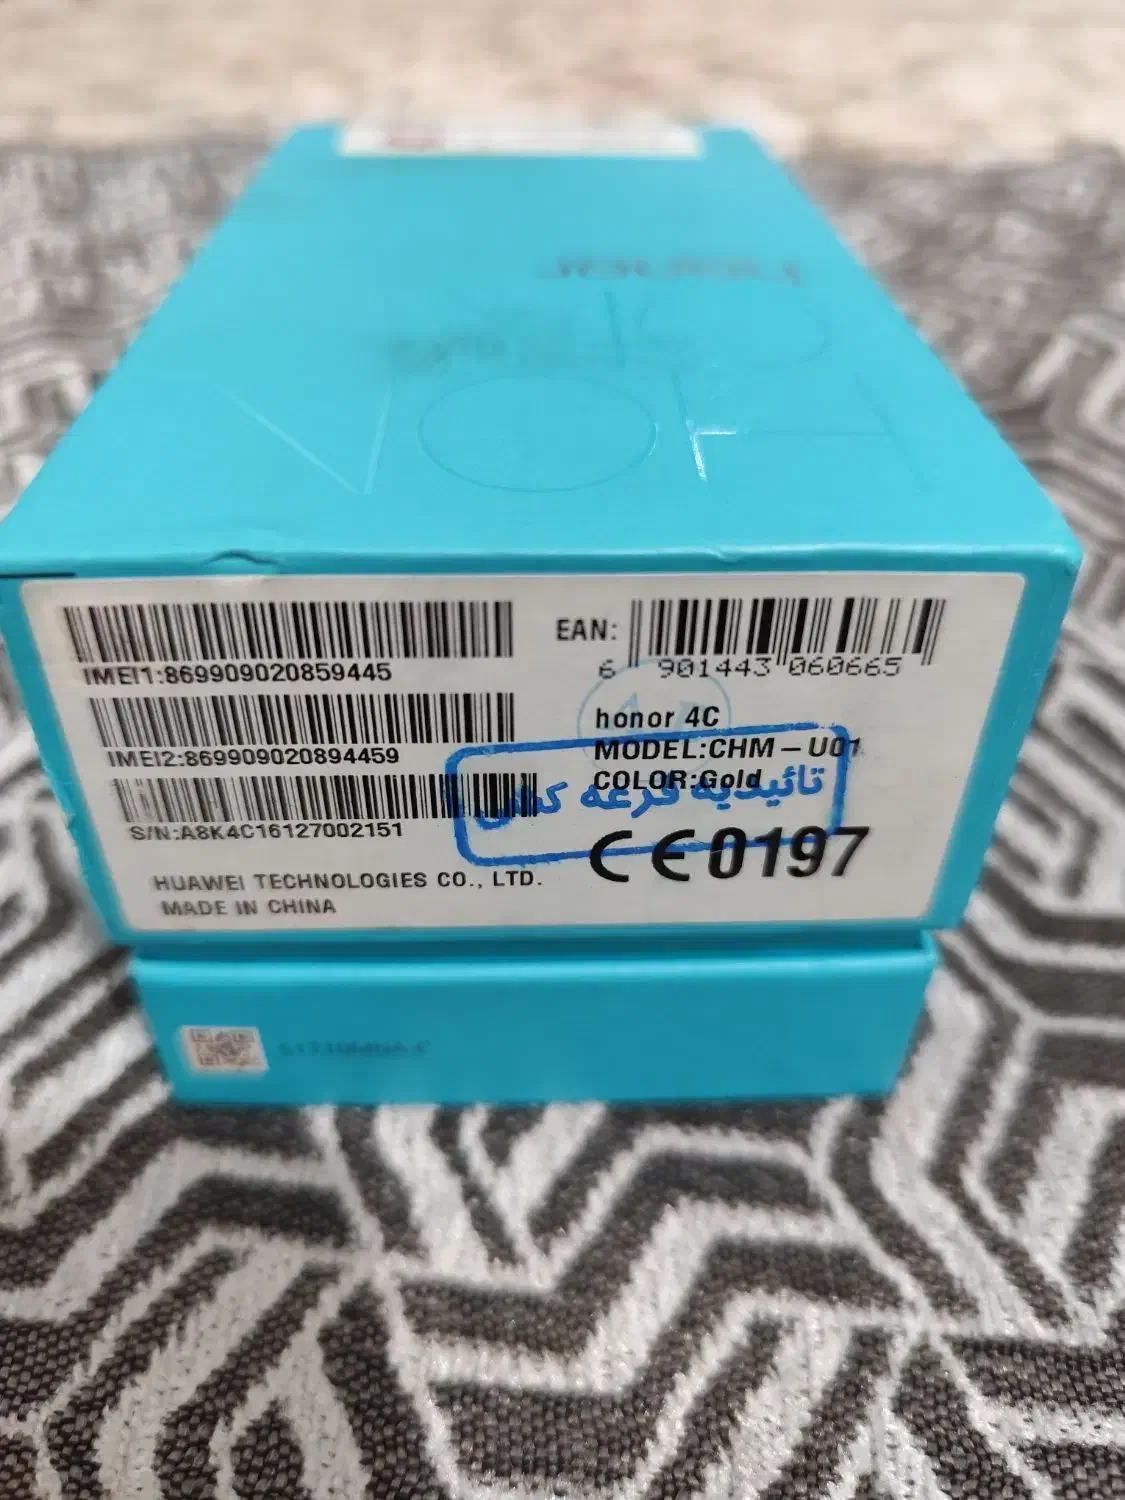 IMEI1:869909020859445
IMEI2:869909020894459
S/N:A8K4C16127002151
HUAWEI TECHNOLOGIES CO., LTD.
MADE IN CHINA
EAN:
6 901443 060665
honor 4C
MODEL:CHM-U01
COLOR:Gold
تائیدیه قرعه کشی
CE0197